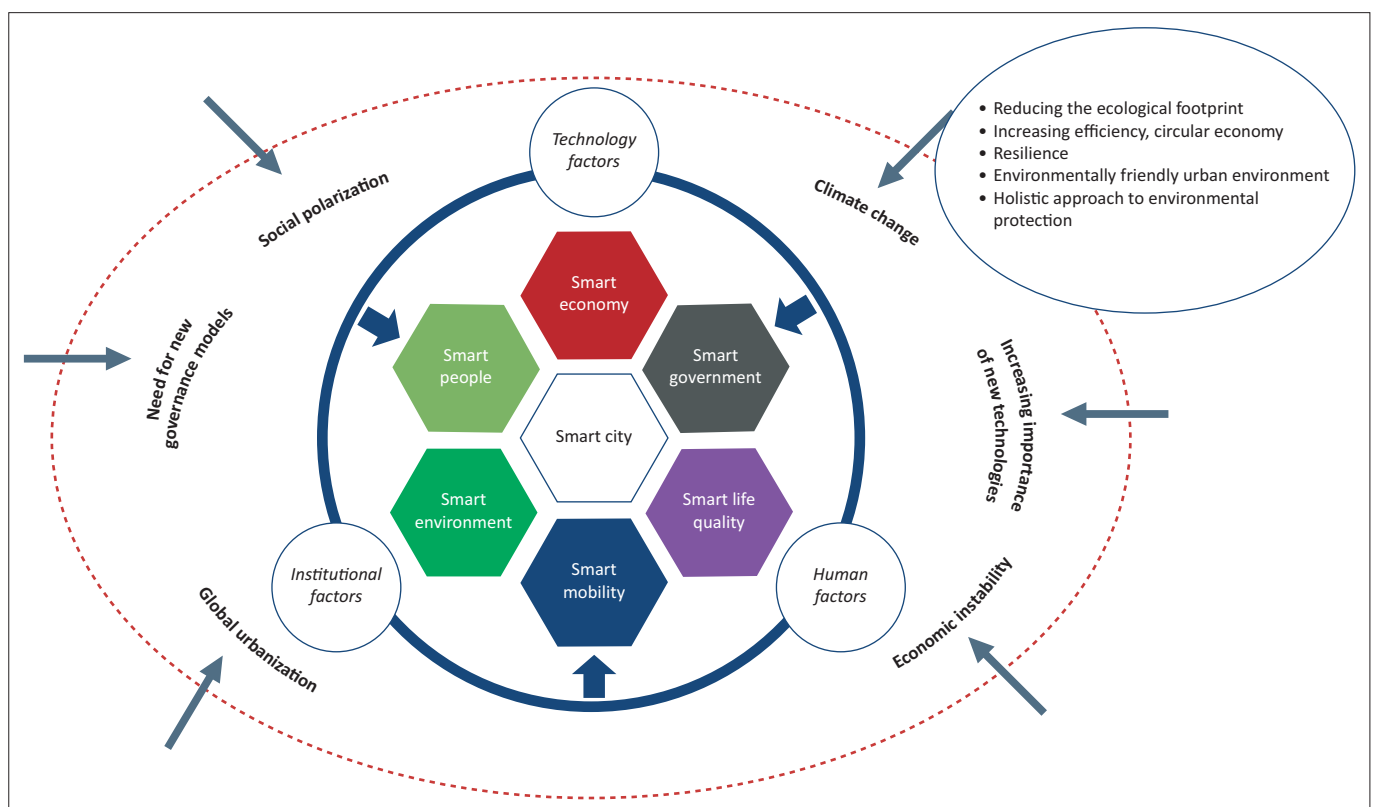 Technology
factors
• Reducing the ecological footprint
• Increasing efficiency, circular economy
• Resilience
• Environmentally friendly urban environment
• Holistic approach to environmental
protection
Social polarization
Climate change
Smart
economy
Smart
people
Smart
government
Need for new
governance models
Increasing importance
of new technologies
Smart city
Smart
environment
Smart life
quality
Smart
mobility
Institutional
factors
Human
factors
Global urbanization
Economic instability